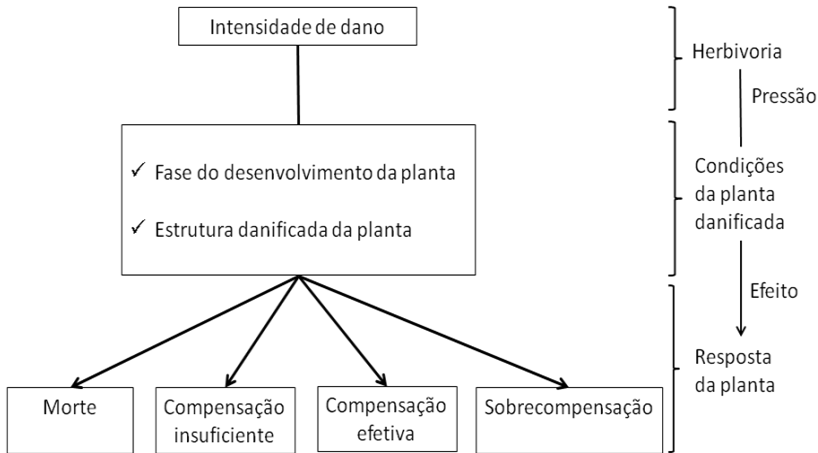 Intensidade de dano
Herbivoria
Pressão
✓ Fase do desenvolvimento da planta
✓ Estrutura danificada da planta
Condições
da planta
danificada
Efeito
Resposta
da planta
Morte
Compensação
insuficiente
Compensação
efetiva
Sobrecompensação